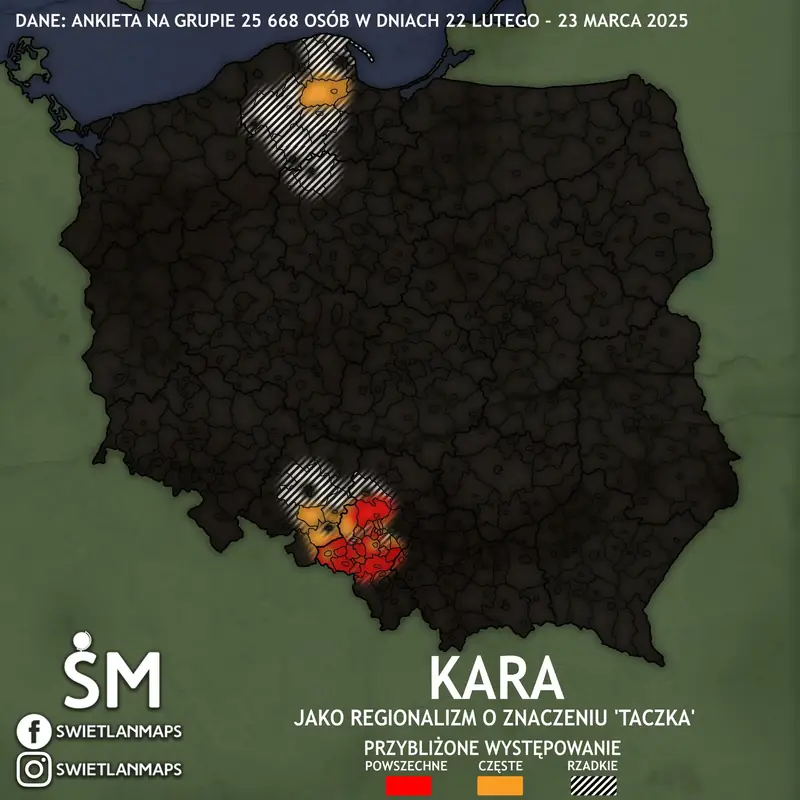 DANE: ANKIETA NA GRUPIE 25 668 OSÓB W DNIACH 22 LUTEGO - 23 MARCA 2025
ŚM
SWIETLANMAPS
SWIETLANMAPS
KARA
JAKO REGIONALIZM O ZNACZENIU 'TACZKA'
PRZYBLIŻONE WYSTĘPOWANIE
POWSZECHNE CZĘSTE RZADKIE